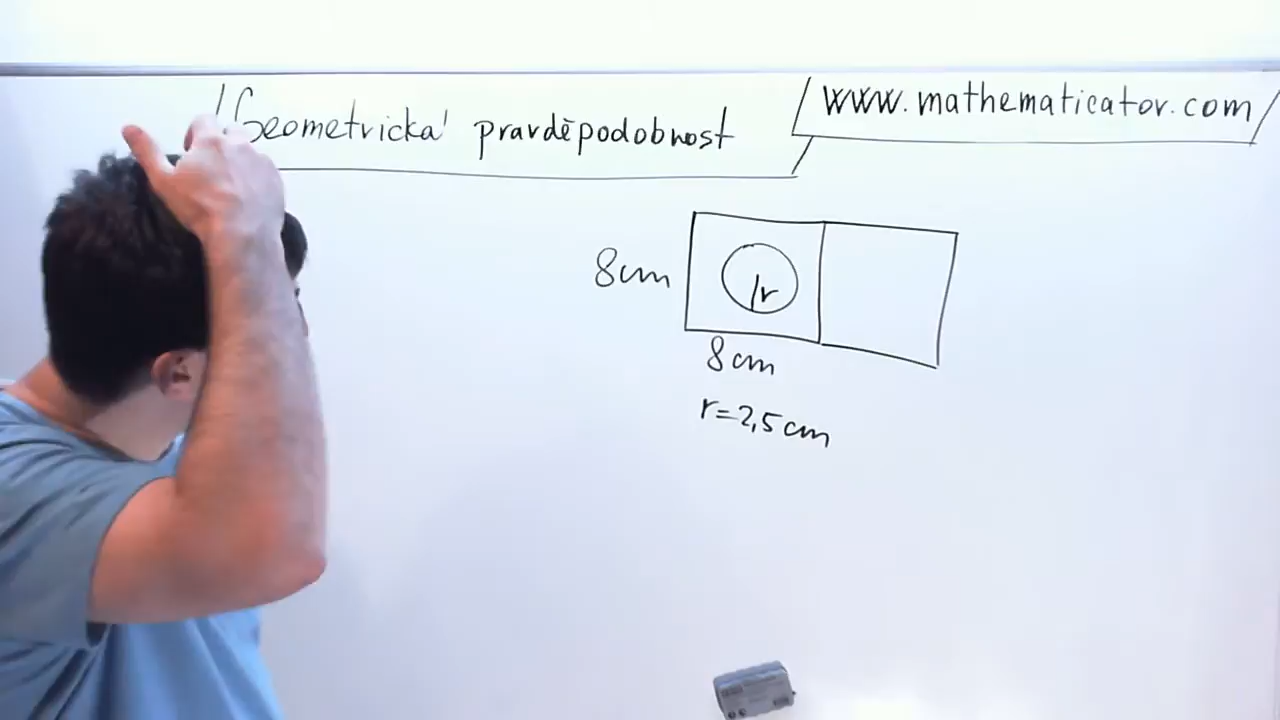 Geometrická pravděpodobnost
www.mathematicator.com
8cm
r
8cm
r=2,5cm